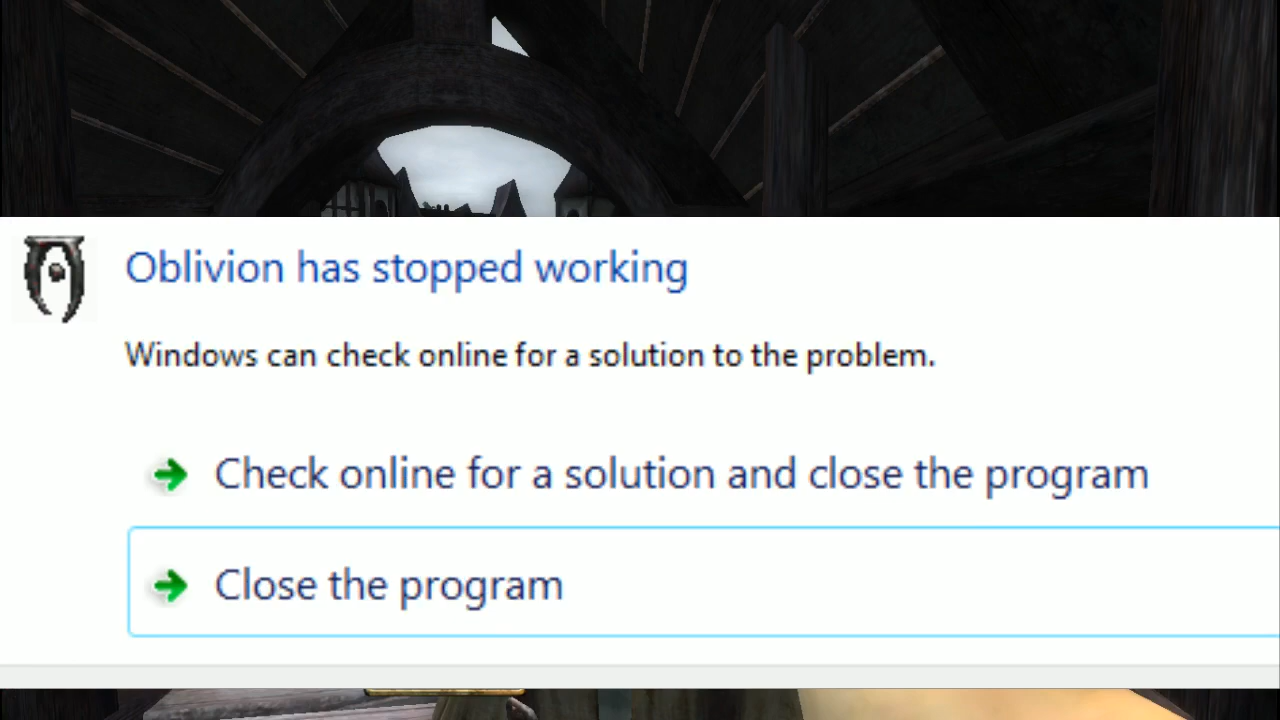 Oblivion has stopped working
Windows can check online for a solution to the problem.
Check online for a solution and close the program
Close the program